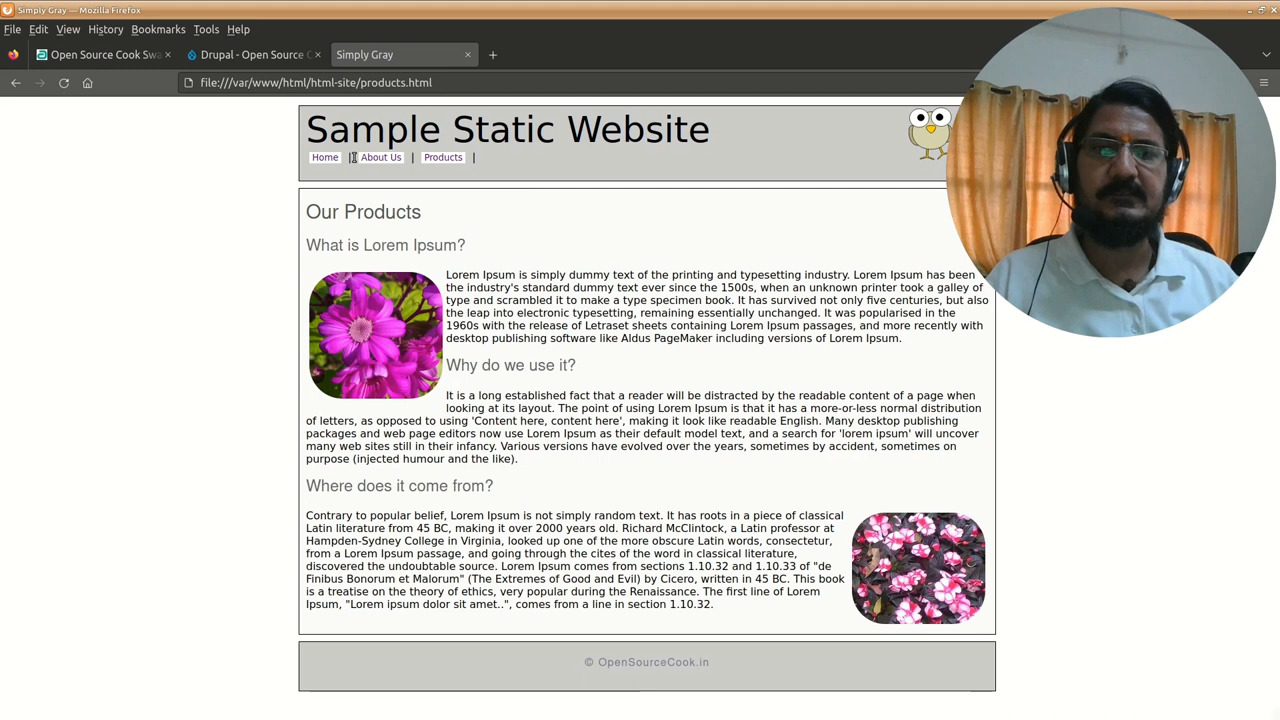 Simply Gray — Mozilla Firefox
File Edit View History Bookmarks Tools Help
Open Source Cook Swa
Drupal - Open Source C
Simply Gray
file:///var/www/html/html-site/products.html
Sample Static Website
Home | About Us | Products |
Our Products
What is Lorem Ipsum?
Lorem Ipsum is simply dummy text of the printing and typesetting industry. Lorem Ipsum has been
the industry's standard dummy text ever since the 1500s, when an unknown printer took a galley of
type and scrambled it to make a type specimen book. It has survived not only five centuries, but also
the leap into electronic typesetting, remaining essentially unchanged. It was popularised in the
1960s with the release of Letraset sheets containing Lorem Ipsum passages, and more recently with
desktop publishing software like Aldus PageMaker including versions of Lorem Ipsum.
Why do we use it?
It is a long established fact that a reader will be distracted by the readable content of a page when
looking at its layout. The point of using Lorem Ipsum is that it has a more-or-less normal distribution
of letters, as opposed to using 'Content here, content here', making it look like readable English. Many desktop publishing
packages and web page editors now use Lorem Ipsum as their default model text, and a search for 'lorem ipsum' will uncover
many web sites still in their infancy. Various versions have evolved over the years, sometimes by accident, sometimes on
purpose (injected humour and the like).
Where does it come from?
Contrary to popular belief, Lorem Ipsum is not simply random text. It has roots in a piece of classical
Latin literature from 45 BC, making it over 2000 years old. Richard McClintock, a Latin professor at
Hampden-Sydney College in Virginia, looked up one of the more obscure Latin words, consectetur,
from a Lorem Ipsum passage, and going through the cites of the word in classical literature,
discovered the undoubtable source. Lorem Ipsum comes from sections 1.10.32 and 1.10.33 of "de
Finibus Bonorum et Malorum" (The Extremes of Good and Evil) by Cicero, written in 45 BC. This book
is a treatise on the theory of ethics, very popular during the Renaissance. The first line of Lorem
Ipsum, "Lorem ipsum dolor sit amet..", comes from a line in section 1.10.32.
© OpenSourceCook.in